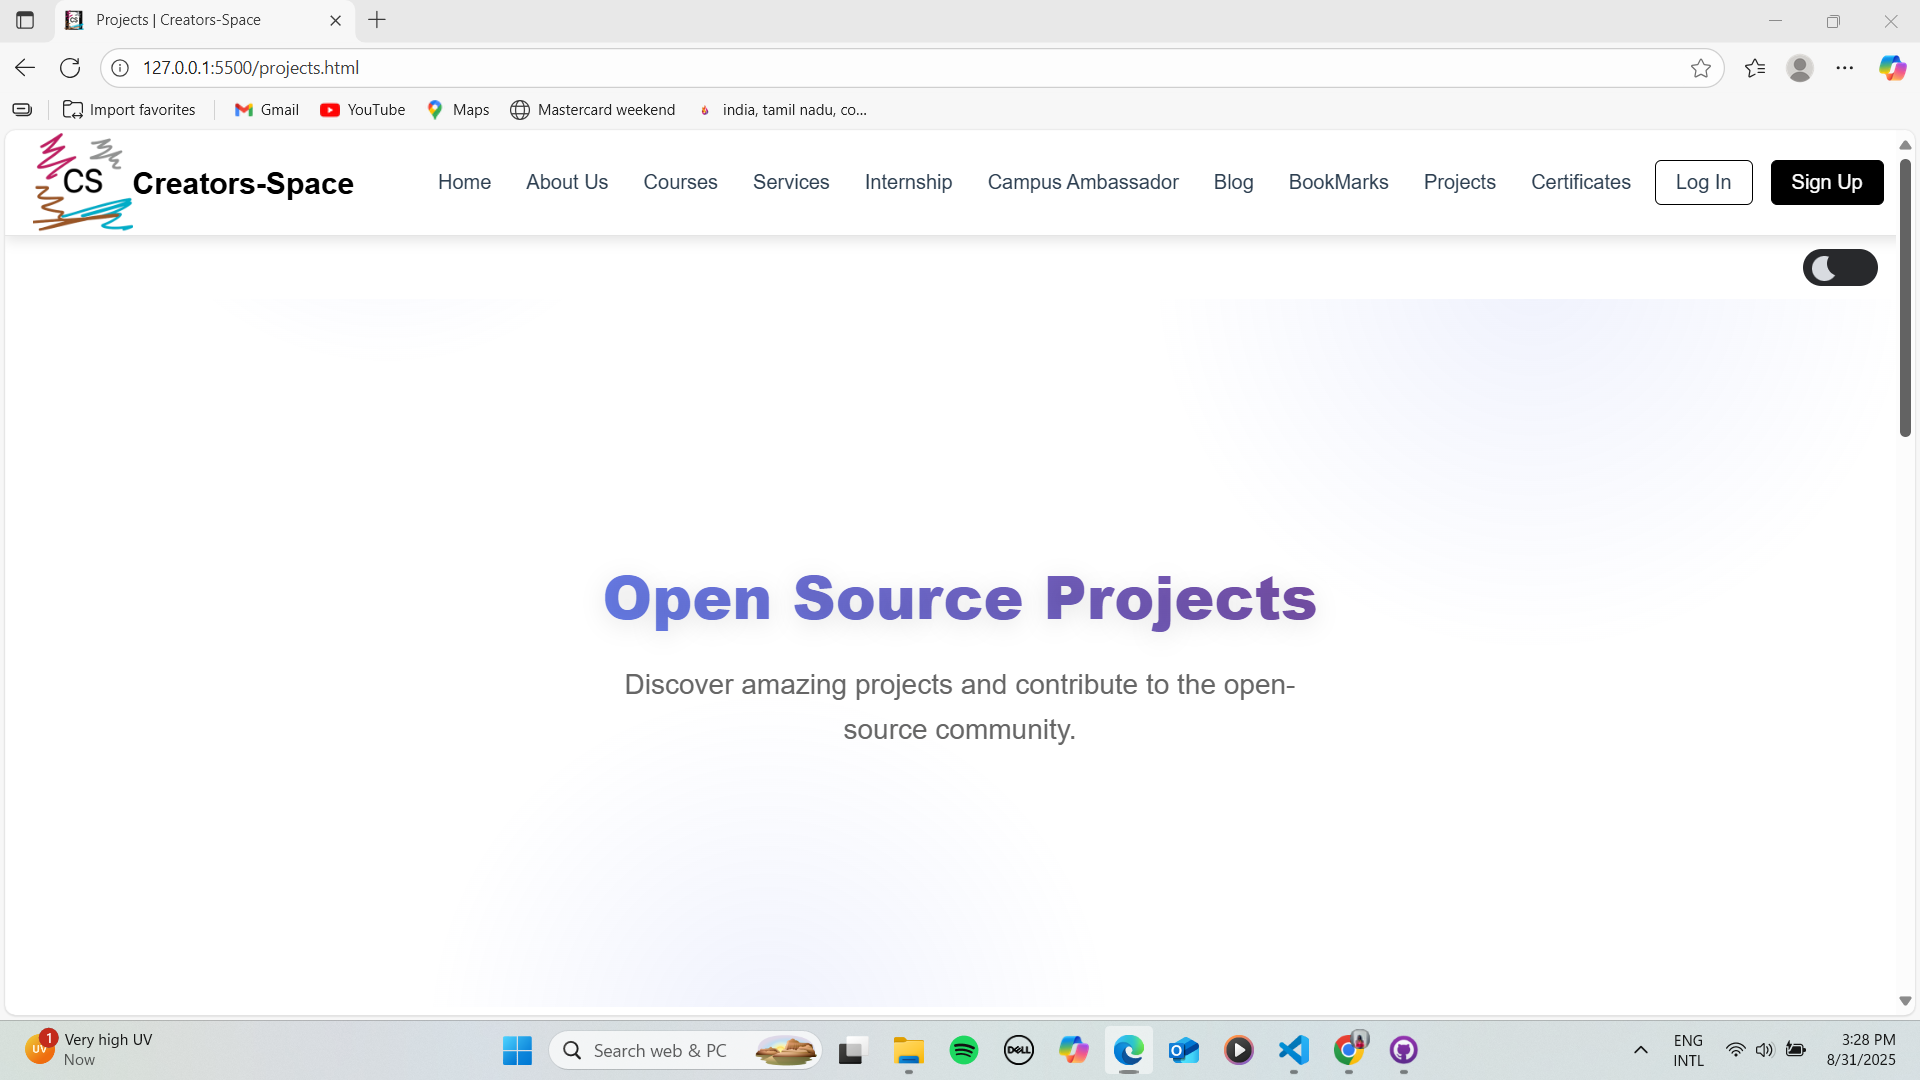 Projects | Creators-Space
127.0.0.1:5500/projects.html
Import favorites
Gmail
YouTube
Maps
Mastercard weekend
india, tamil nadu, co...
CS
Creators-Space
Home
About Us
Courses
Services
Internship
Campus Ambassador
Blog
BookMarks
Projects
Certificates
Log In
Sign Up
Open Source Projects
Discover amazing projects and contribute to the open-
source community.
UV
1
Very high UV
Now
Search web & PC
DELL
ENG
INTL
3:28 PM
8/31/2025